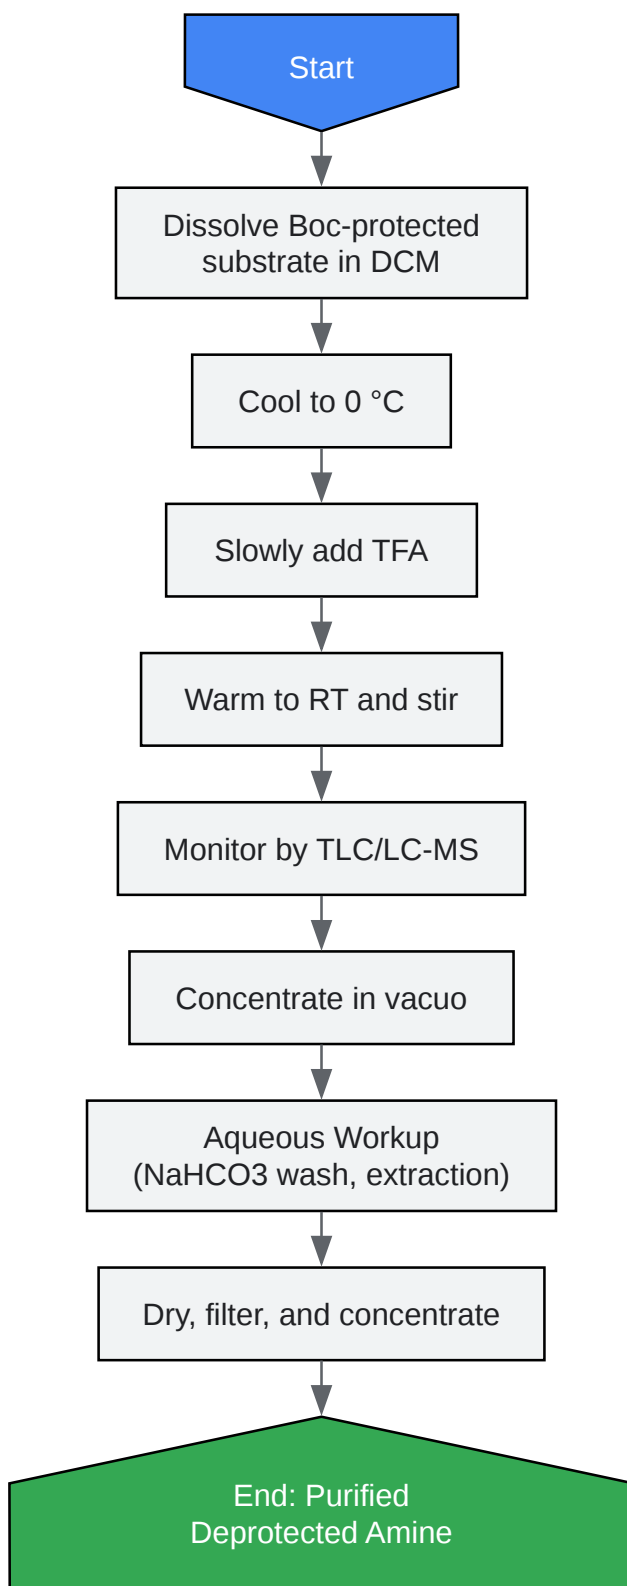 Start
Dissolve Boc-protected
substrate in DCM
Cool to 0 °C
Slowly add TFA
Warm to RT and stir
Monitor by TLC/LC-MS
Concentrate in vacuo
Aqueous Workup
(NaHCO3 wash, extraction)
Dry, filter, and concentrate
End: Purified
Deprotected Amine